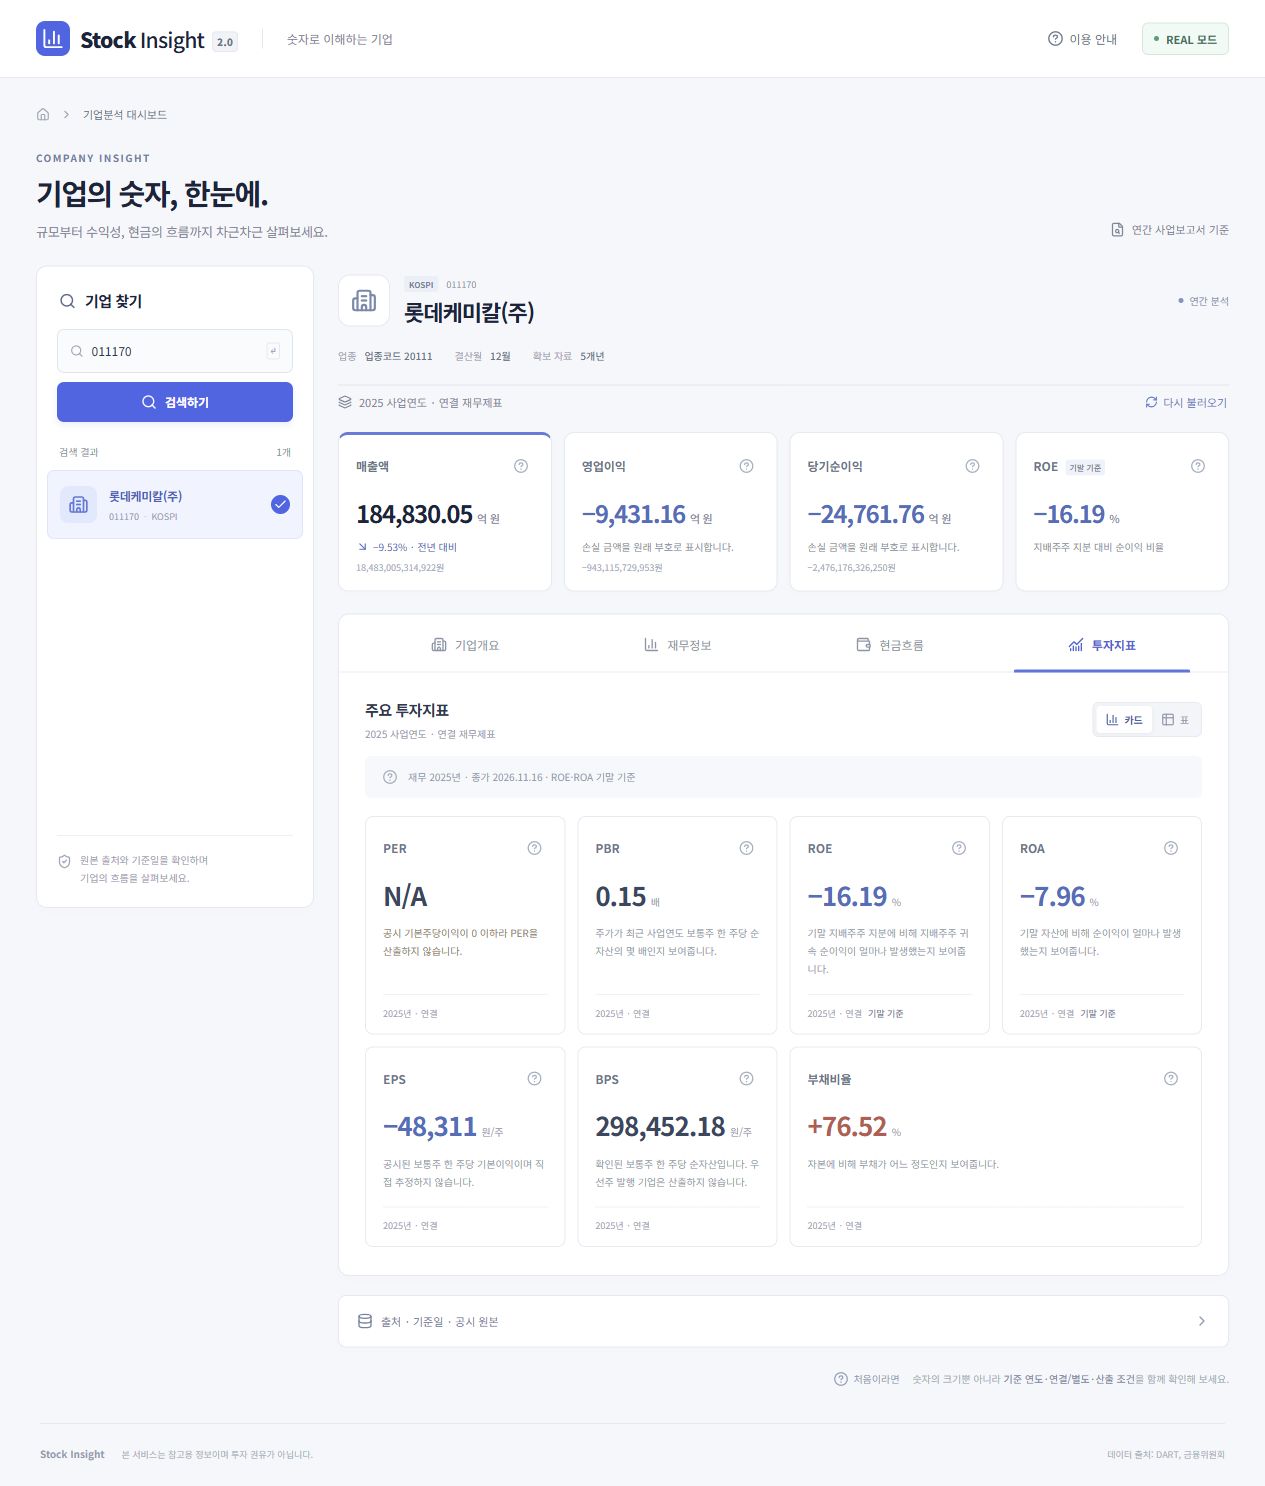 Stock Insight 2.0
숫자로 이해하는 기업
이용 안내
REAL 모드
기업분석 대시보드
COMPANY INSIGHT
기업의 숫자, 한눈에.
규모부터 수익성, 현금의 흐름까지 차근차근 살펴보세요.
연간 사업보고서 기준
기업 찾기
011170
검색하기
검색 결과
1개
롯데케미칼(주)
011170 · KOSPI
원본 출처와 기준일을 확인하며
기업의 흐름을 살펴보세요.
KOSPI 011170
롯데케미칼(주)
연간 분석
업종 업종코드 20111 결산월 12월 확보 자료 5개년
2025 사업연도 · 연결 재무제표
다시 불러오기
매출액
184,830.05 억 원
−9.53% · 전년 대비
18,483,005,314,922원
영업이익
−9,431.16 억 원
손실 금액을 원래 부호로 표시합니다.
−943,115,729,953원
당기순이익
−24,761.76 억 원
손실 금액을 원래 부호로 표시합니다.
−2,476,176,326,250원
ROE 기말 기준
−16.19 %
지배주주 지분 대비 순이익 비율
기업개요
재무정보
현금흐름
투자지표
주요 투자지표
2025 사업연도 · 연결 재무제표
카드
표
재무 2025년 · 종가 2026.11.16 · ROE·ROA 기말 기준
PER
N/A
공시 기본주당이익이 0 이하라 PER을
산출하지 않습니다.
2025년 · 연결
PBR
0.15 배
주가가 최근 사업연도 보통주 한 주당 순
자산의 몇 배인지 보여줍니다.
2025년 · 연결
ROE
−16.19 %
기말 지배주주 지분에 비해 지배주주 귀
속 순이익이 얼마나 발생했는지 보여줍
니다.
2025년 · 연결 기말 기준
ROA
−7.96 %
기말 자산에 비해 순이익이 얼마나 발생
했는지 보여줍니다.
2025년 · 연결 기말 기준
EPS
−48,311 원/주
공시된 보통주 한 주당 기본이익이며 직
접 추정하지 않습니다.
2025년 · 연결
BPS
298,452.18 원/주
확인된 보통주 한 주당 순자산입니다. 우
선주 발행 기업은 산출하지 않습니다.
2025년 · 연결
부채비율
+76.52 %
자본에 비해 부채가 어느 정도인지 보여줍니다.
2025년 · 연결
출처 · 기준일 · 공시 원본
처음이라면 숫자의 크기뿐 아니라 기준 연도·연결/별도·산출 조건을 함께 확인해 보세요.
Stock Insight 본 서비스는 참고용 정보이며 투자 권유가 아닙니다.
데이터 출처: DART, 금융위원회